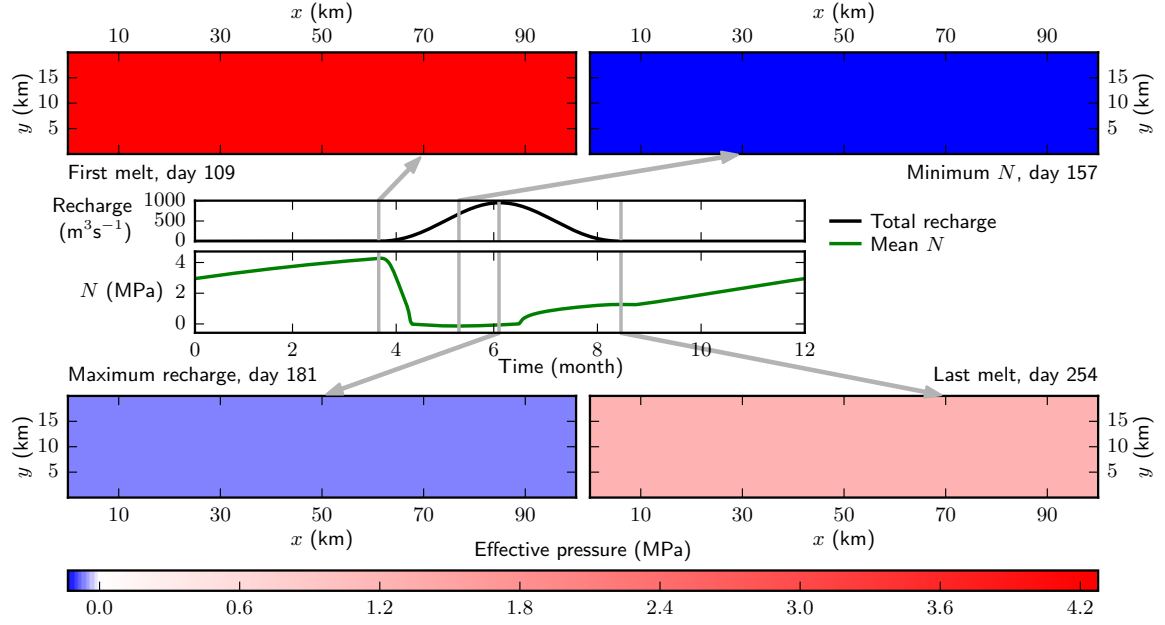 x (km) x (km)
10 30 50 70 90 10 30 50 70 90
y (km) 15 10 5 15 10 5 y (km)
First melt, day 109 Minimum N, day 157
Recharge (m³s⁻¹) 1000 500 0
Total recharge
Mean N
N (MPa) 4 2 0
0 2 4 6 8 10 12
Time (month)
Maximum recharge, day 181 Last melt, day 254
y (km) 15 10 5 15 10 5 y (km)
10 30 50 70 90 10 30 50 70 90
x (km) x (km)
Effective pressure (MPa)
0.0 0.6 1.2 1.8 2.4 3.0 3.6 4.2